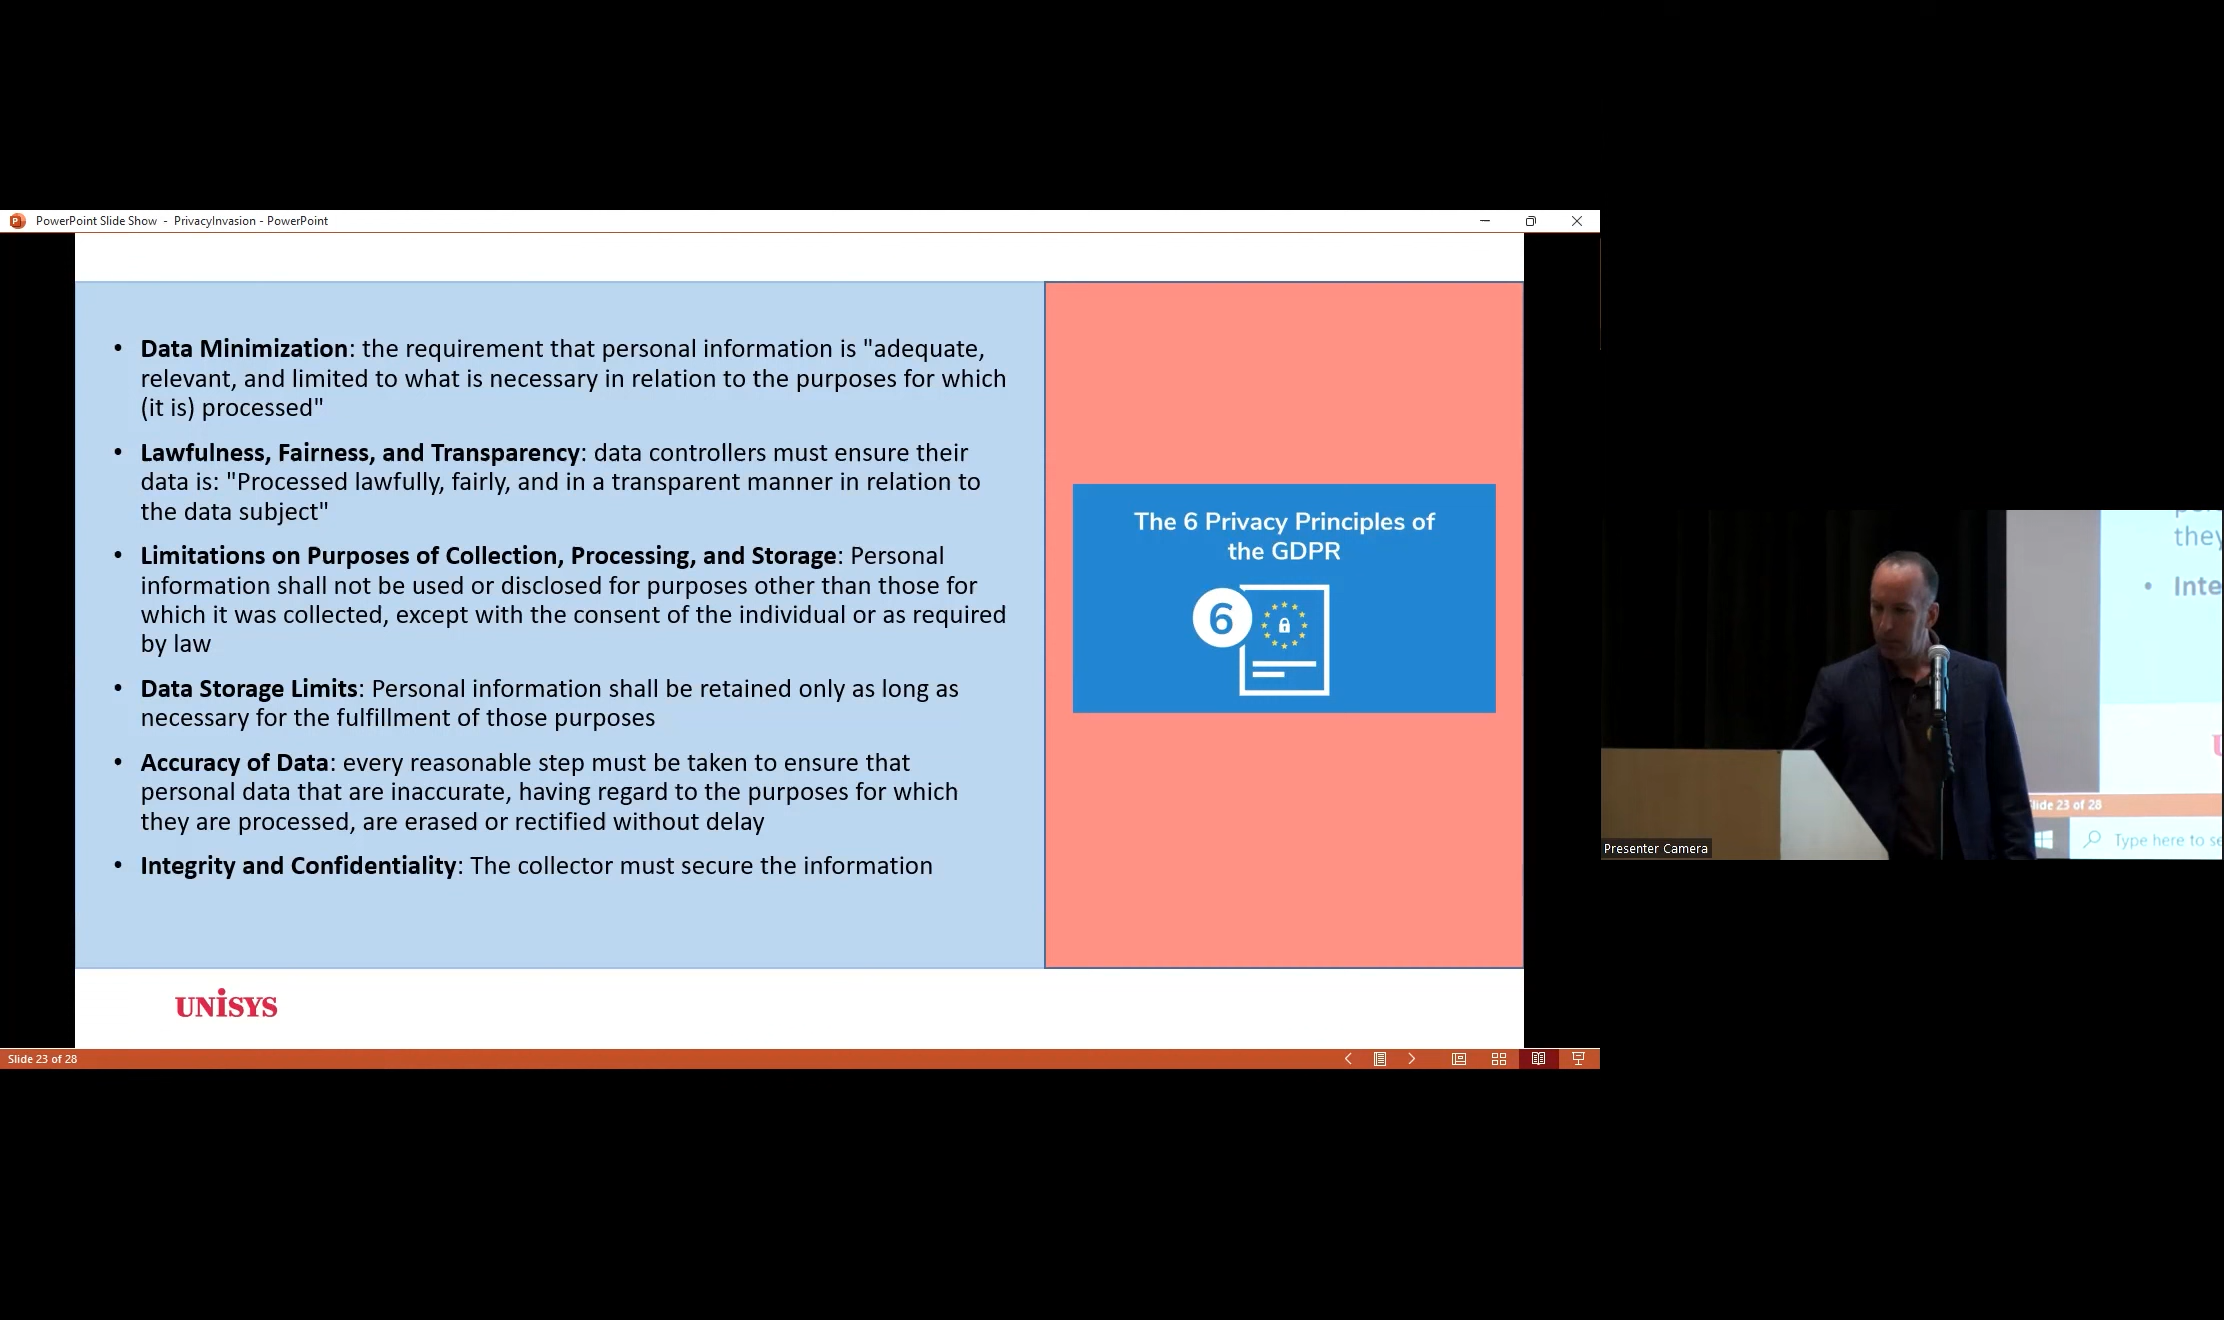 PowerPoint Slide Show - PrivacyInvasion - PowerPoint
• Data Minimization: the requirement that personal information is "adequate,
relevant, and limited to what is necessary in relation to the purposes for which
(it is) processed"
• Lawfulness, Fairness, and Transparency: data controllers must ensure their
data is: "Processed lawfully, fairly, and in a transparent manner in relation to
the data subject"
• Limitations on Purposes of Collection, Processing, and Storage: Personal
information shall not be used or disclosed for purposes other than those for
which it was collected, except with the consent of the individual or as required
by law
• Data Storage Limits: Personal information shall be retained only as long as
necessary for the fulfillment of those purposes
• Accuracy of Data: every reasonable step must be taken to ensure that
personal data that are inaccurate, having regard to the purposes for which
they are processed, are erased or rectified without delay
• Integrity and Confidentiality: The collector must secure the information
The 6 Privacy Principles of
the GDPR
6
UNISYS
Slide 23 of 28
they
• Inte
lide 23 of 28
Type here to se
Presenter Camera